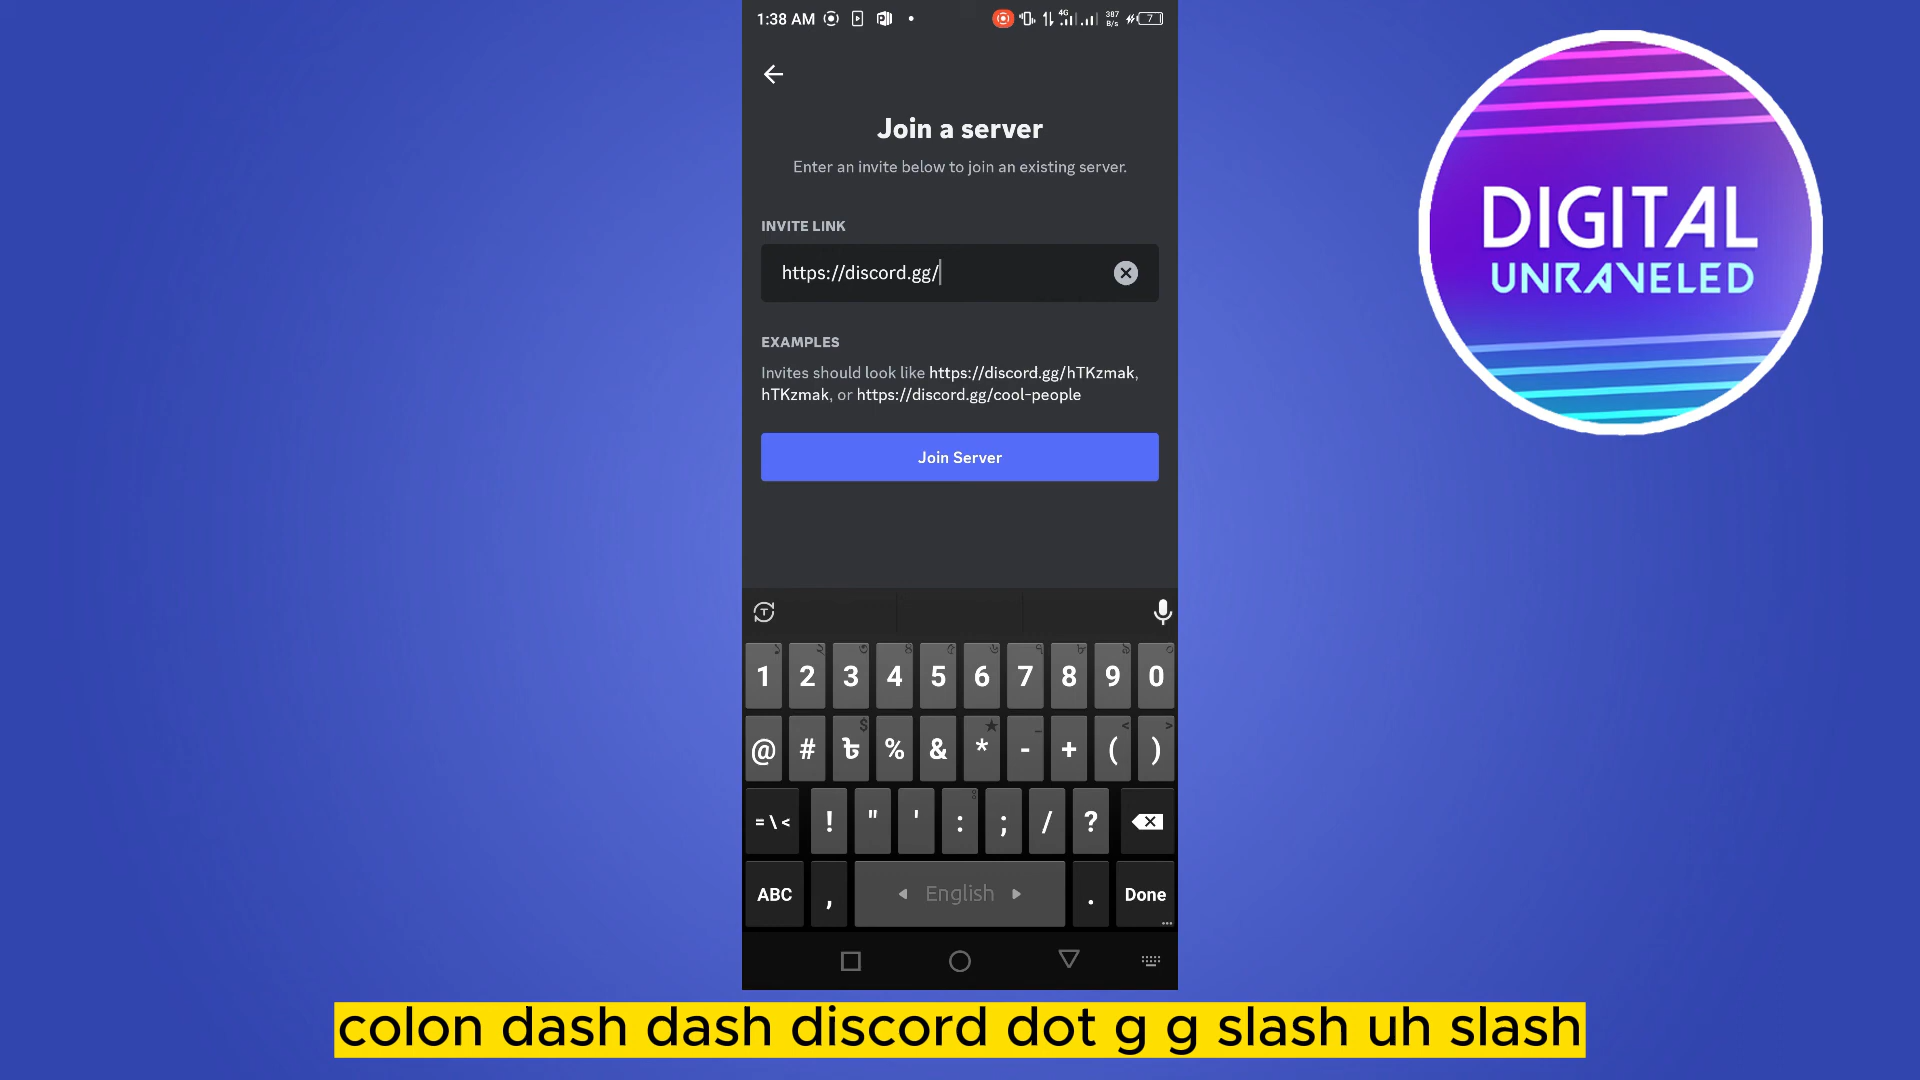 1:38 AM
4G
387
B/s
7
Join a server
Enter an invite below to join an existing server.
INVITE LINK
https://discord.gg/
EXAMPLES
Invites should look like https://discord.gg/hTKzmak,
hTKzmak, or https://discord.gg/cool-people
Join Server
DIGITAL
UNRAVELED
1 2 3 4 5 6 7 8 9 0
@ # ৳ % & * - + ( )
= \ < ! " ' : ; / ?
ABC , English . Done
colon dash dash discord dot g g slash uh slash